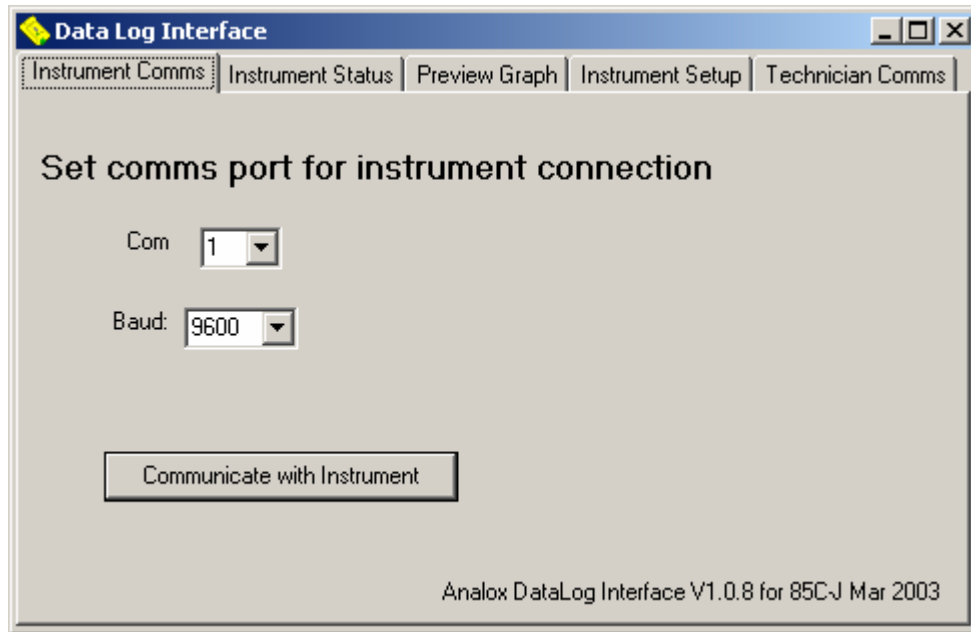 Data Log Interface
Instrument Comms Instrument Status Preview Graph Instrument Setup Technician Comms
Set comms port for instrument connection
Com 1
Baud: 9600
Communicate with Instrument
Analox DataLog Interface V1.0.8 for 85C-J Mar 2003